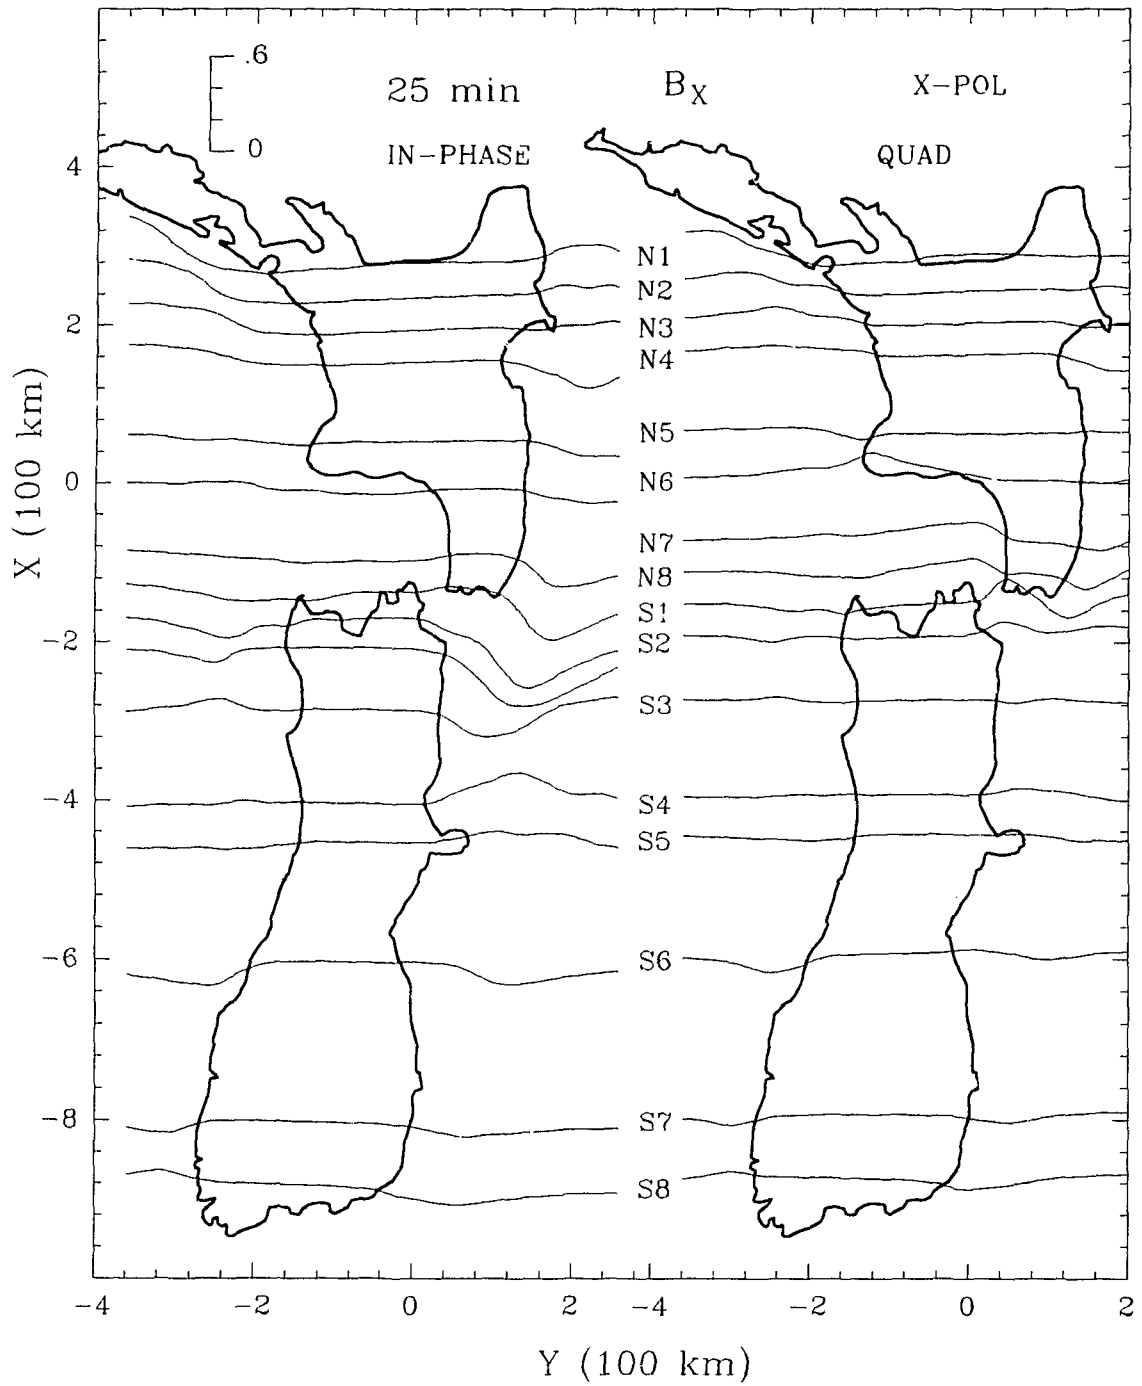 .6
0
25 min
B_X
X-POL
IN-PHASE
QUAD
4
2
0
-2
-4
-6
-8
X (100 km)
N1
N2
N3
N4
N5
N6
N7
N8
S1
S2
S3
S4
S5
S6
S7
S8
-4 -2 0 2 -4 -2 0 2
Y (100 km)